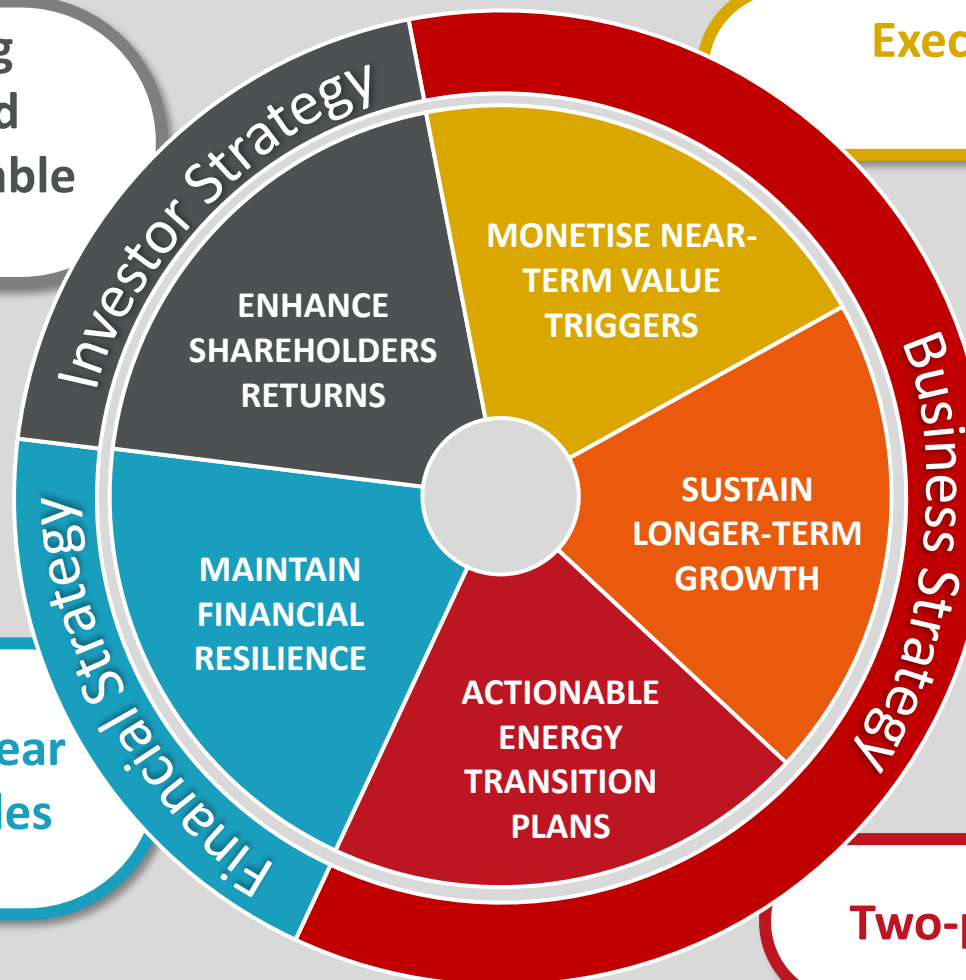 Investor Strategy
Business Strategy
Financial Strategy
MONETISE NEAR-
TERM VALUE
TRIGGERS
SUSTAIN
LONGER-TERM
GROWTH
ACTIONABLE
ENERGY
TRANSITION
PLANS
MAINTAIN
FINANCIAL
RESILIENCE
ENHANCE
SHAREHOLDERS
RETURNS